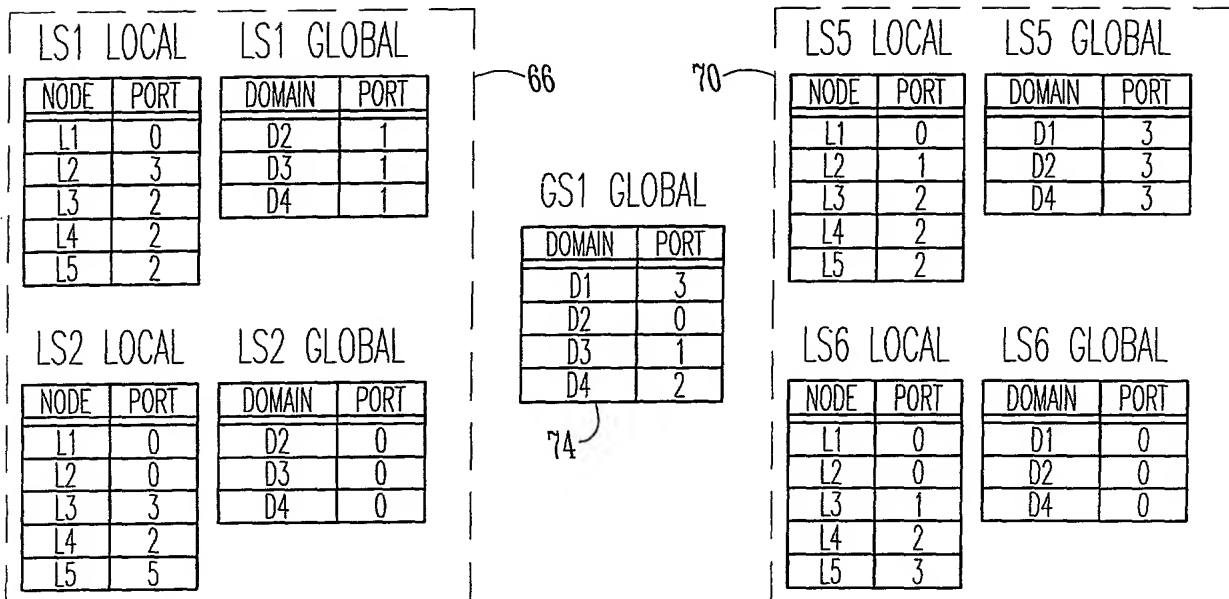 LS1 LOCAL
NODE PORT
L1 0
L2 3
L3 2
L4 2
L5 2
LS1 GLOBAL
DOMAIN PORT
D2 1
D3 1
D4 1
66
LS2 LOCAL
NODE PORT
L1 0
L2 0
L3 3
L4 2
L5 5
LS2 GLOBAL
DOMAIN PORT
D2 0
D3 0
D4 0
GS1 GLOBAL
DOMAIN PORT
D1 3
D2 0
D3 1
D4 2
74
70
LS5 LOCAL
NODE PORT
L1 0
L2 1
L3 2
L4 2
L5 2
LS5 GLOBAL
DOMAIN PORT
D1 3
D2 3
D4 3
LS6 LOCAL
NODE PORT
L1 0
L2 0
L3 1
L4 2
L5 3
LS6 GLOBAL
DOMAIN PORT
D1 0
D2 0
D4 0